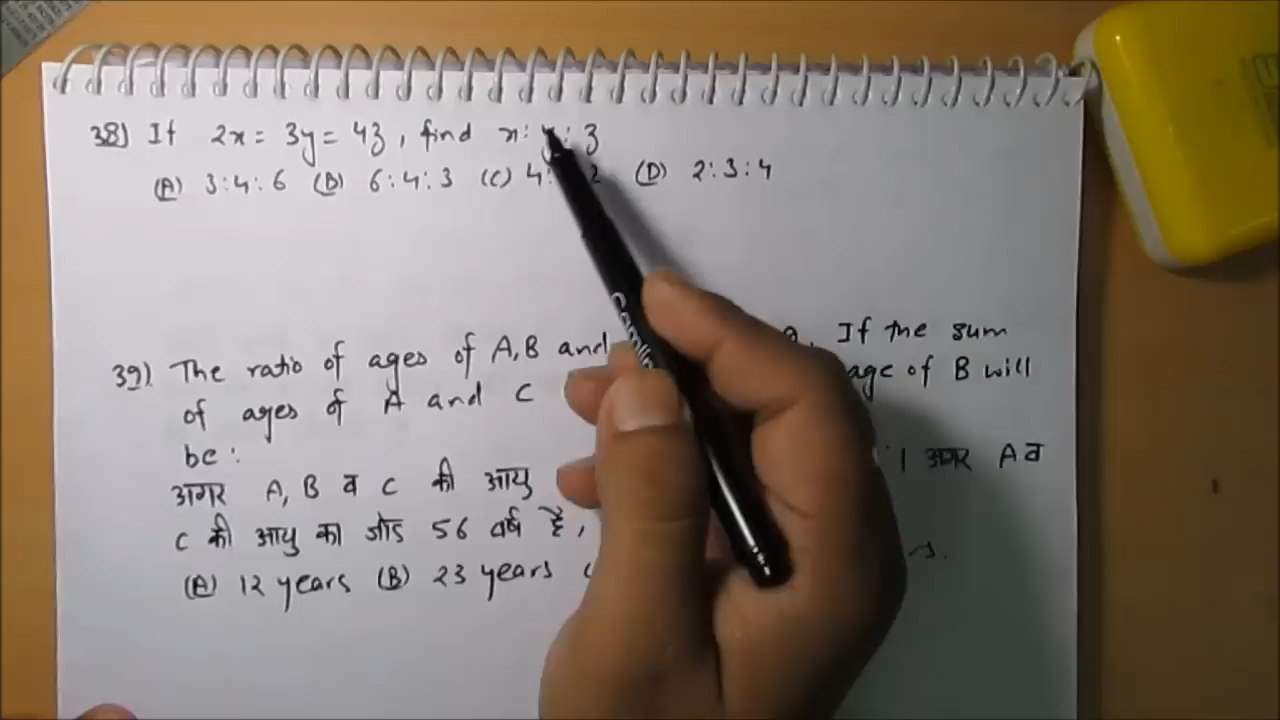 38) If 2x = 3y = 4z, find x: y: z
(A) 3:4:6 (B) 6:4:3 (C) 4: 2 (D) 2:3:4
39) The ratio of ages of A,B and If the sum
of ages of A and C age of B will
be:
अगर A, B व C की आयु । अगर A व
C की आयु का जोड 56 वर्ष है,
(A) 12 years (B) 23 years